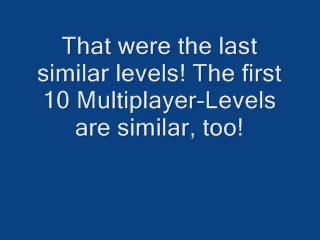 That were the last
similar levels! The first
10 Multiplayer-Levels
are similar, too!